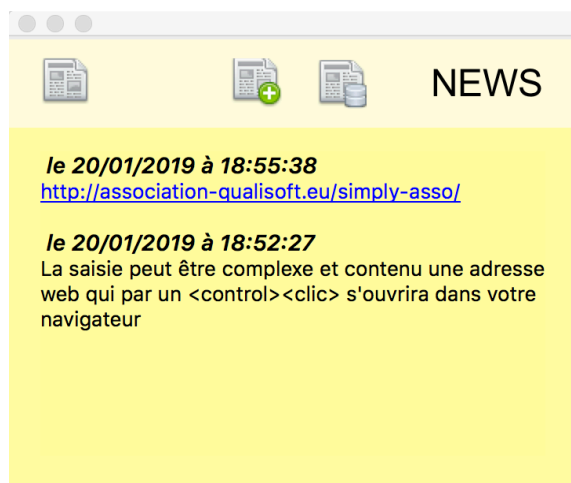 NEWS
le 20/01/2019 à 18:55:38
http://association-qualisoft.eu/simply-asso/
le 20/01/2019 à 18:52:27
La saisie peut être complexe et contenu une adresse
web qui par un <control><clic> s'ouvrira dans votre
navigateur